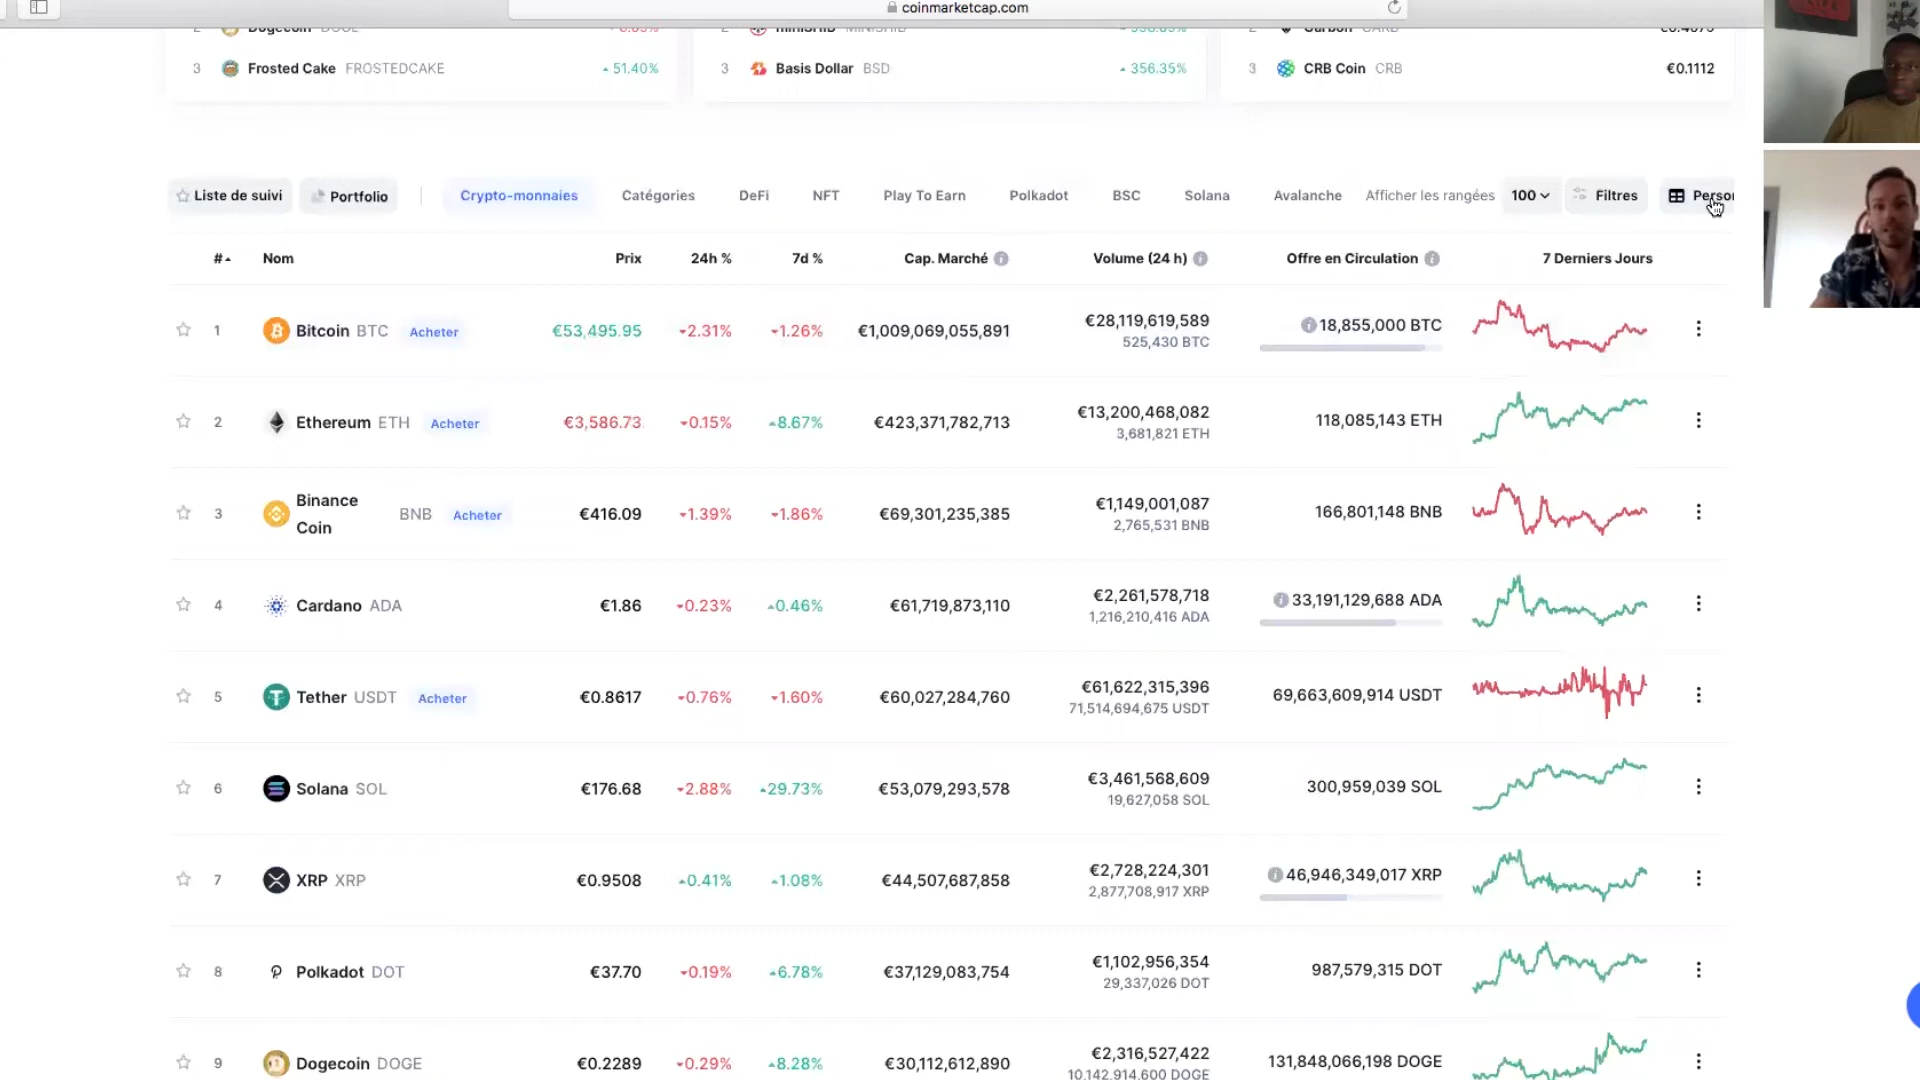 coinmarketcap.com
2 Dogecoin DOGE
2 miniSHIB MINISHIB
2 Carbon CARB
3 Frosted Cake FROSTEDCAKE 51.40%
3 Basis Dollar BSD 356.35%
3 CRB Coin CRB €0.1112
Liste de suivi Portfolio Crypto-monnaies Catégories DeFi NFT Play To Earn Polkadot BSC Solana Avalanche Afficher les rangées 100 Filtres
# Nom Prix 24h % 7d % Cap. Marché Volume (24 h) Offre en Circulation 7 Derniers Jours
1 Bitcoin BTC Acheter €53,495.95 2.31% 1.26% €1,009,069,055,891 €28,119,619,589 18,855,000 BTC
525,430 BTC
2 Ethereum ETH Acheter €3,586.73 0.15% 8.67% €423,371,782,713 €13,200,468,082 118,085,143 ETH
3,681,821 ETH
3 Binance Coin BNB Acheter €416.09 1.39% 1.86% €69,301,235,385 €1,149,001,087 166,801,148 BNB
2,765,531 BNB
4 Cardano ADA €1.86 0.23% 0.46% €61,719,873,110 €2,261,578,718 33,191,129,688 ADA
1,216,210,416 ADA
5 Tether USDT Acheter €0.8617 0.76% 1.60% €60,027,284,760 €61,622,315,396 69,663,609,914 USDT
71,514,694,675 USDT
6 Solana SOL €176.68 2.88% 29.73% €53,079,293,578 €3,461,568,609 300,959,039 SOL
19,627,058 SOL
7 XRP XRP €0.9508 0.41% 1.08% €44,507,687,858 €2,728,224,301 46,946,349,017 XRP
2,877,708,917 XRP
8 Polkadot DOT €37.70 0.19% 6.78% €37,129,083,754 €1,102,956,354 987,579,315 DOT
29,337,026 DOT
9 Dogecoin DOGE €0.2289 0.29% 8.28% €30,112,612,890 €2,316,527,422 131,848,066,198 DOGE
10,142,914,600 DOGE